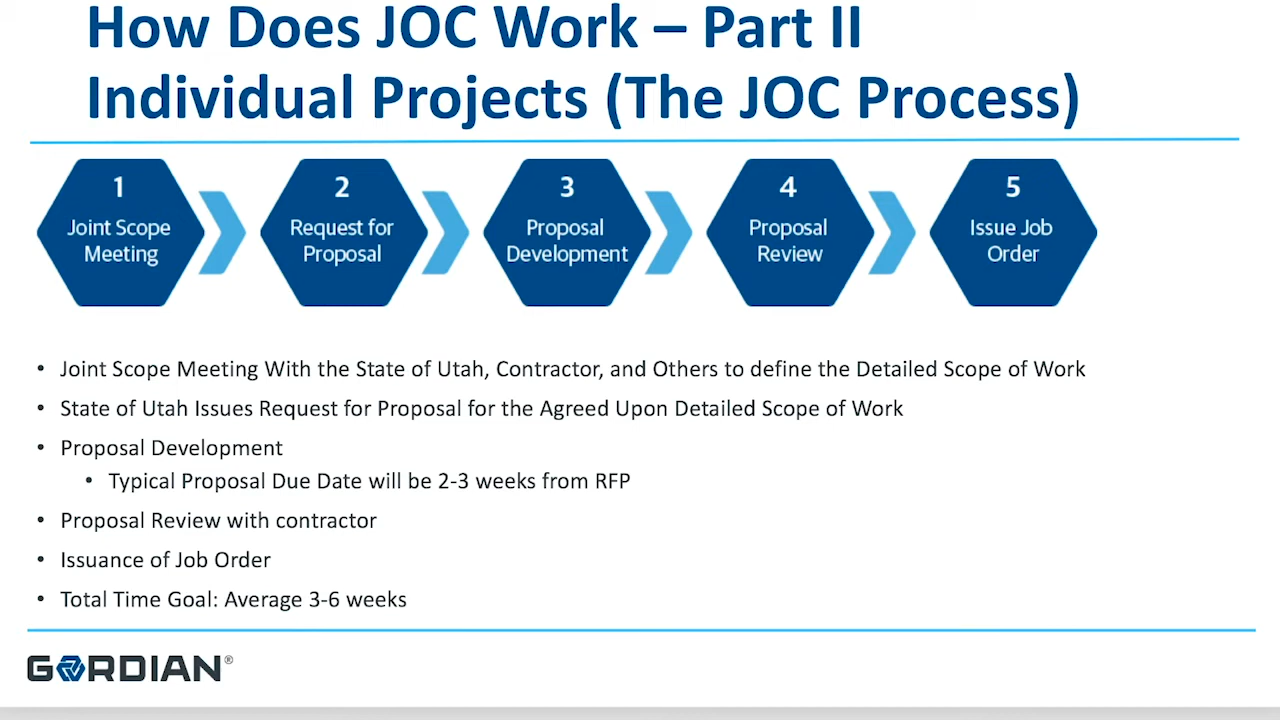 How Does JOC Work – Part II
Individual Projects (The JOC Process)
1
Joint Scope
Meeting
2
Request for
Proposal
3
Proposal
Development
4
Proposal
Review
5
Issue Job
Order
• Joint Scope Meeting With the State of Utah, Contractor, and Others to define the Detailed Scope of Work
• State of Utah Issues Request for Proposal for the Agreed Upon Detailed Scope of Work
• Proposal Development
• Typical Proposal Due Date will be 2-3 weeks from RFP
• Proposal Review with contractor
• Issuance of Job Order
• Total Time Goal: Average 3-6 weeks
GORDIAN®